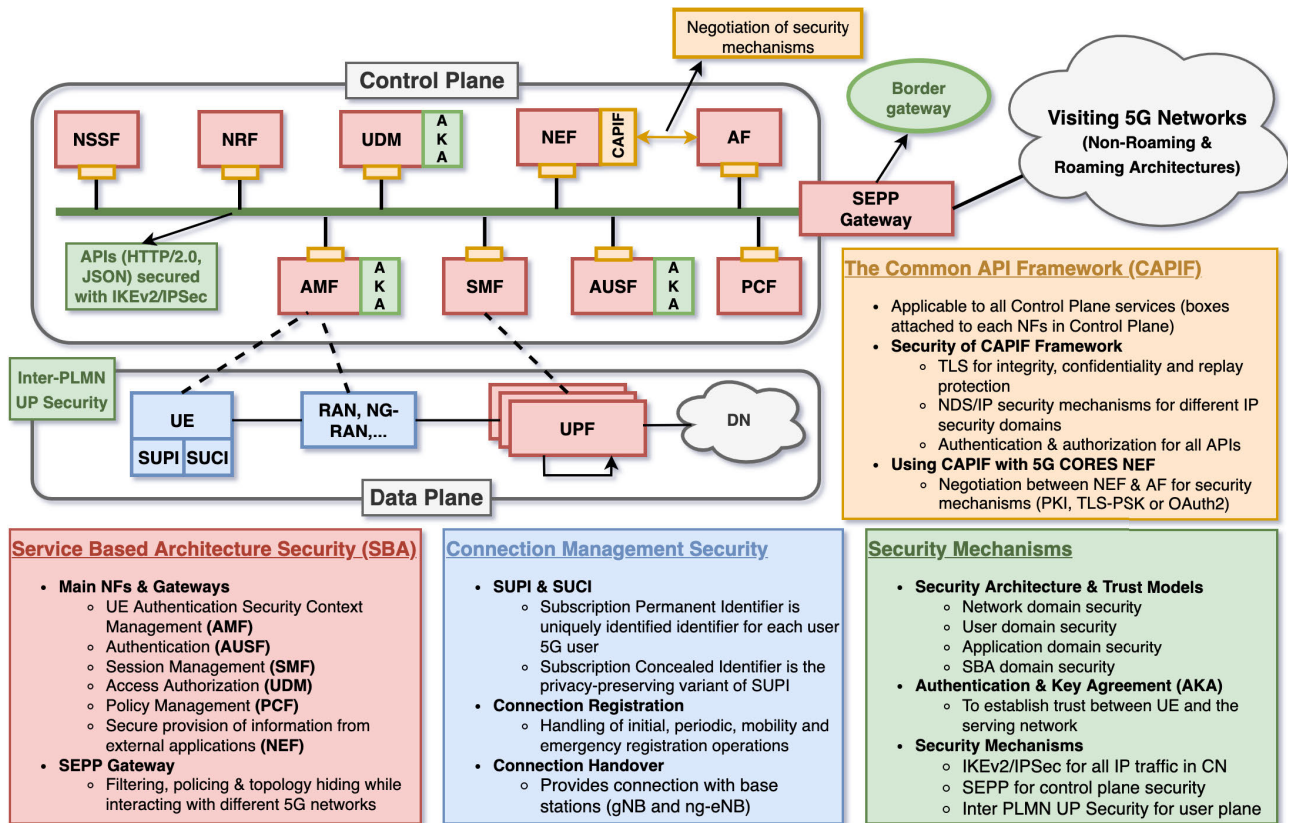 Negotiation of security
mechanisms
Control Plane
Border
gateway
Visiting 5G Networks
(Non-Roaming &
Roaming Architectures)
NSSF
NRF
UDM
A
K
A
NEF
CAPIF
AF
SEPP
Gateway
APIs (HTTP/2.0,
JSON) secured
with IKEv2/IPSec
AMF
A
K
A
SMF
AUSF
A
K
A
PCF
Inter-PLMN
UP Security
UE
SUPI
SUCI
RAN, NG-
RAN,...
UPF
DN
Data Plane
The Common API Framework (CAPIF)
• Applicable to all Control Plane services (boxes
attached to each NFs in Control Plane)
• Security of CAPIF Framework
○ TLS for integrity, confidentiality and replay
protection
○ NDS/IP security mechanisms for different IP
security domains
○ Authentication & authorization for all APIs
• Using CAPIF with 5G CORES NEF
○ Negotiation between NEF & AF for security
mechanisms (PKI, TLS-PSK or OAuth2)
Service Based Architecture Security (SBA)
• Main NFs & Gateways
○ UE Authentication Security Context
Management (AMF)
○ Authentication (AUSF)
○ Session Management (SMF)
○ Access Authorization (UDM)
○ Policy Management (PCF)
○ Secure provision of information from
external applications (NEF)
• SEPP Gateway
○ Filtering, policing & topology hiding while
interacting with different 5G networks
Connection Management Security
• SUPI & SUCI
○ Subscription Permanent Identifier is
uniquely identified identifier for each user
5G user
○ Subscription Concealed Identifier is the
privacy-preserving variant of SUPI
• Connection Registration
○ Handling of initial, periodic, mobility and
emergency registration operations
• Connection Handover
○ Provides connection with base
stations (gNB and ng-eNB)
Security Mechanisms
• Security Architecture & Trust Models
○ Network domain security
○ User domain security
○ Application domain security
○ SBA domain security
• Authentication & Key Agreement (AKA)
○ To establish trust between UE and the
serving network
• Security Mechanisms
○ IKEv2/IPSec for all IP traffic in CN
○ SEPP for control plane security
○ Inter PLMN UP Security for user plane